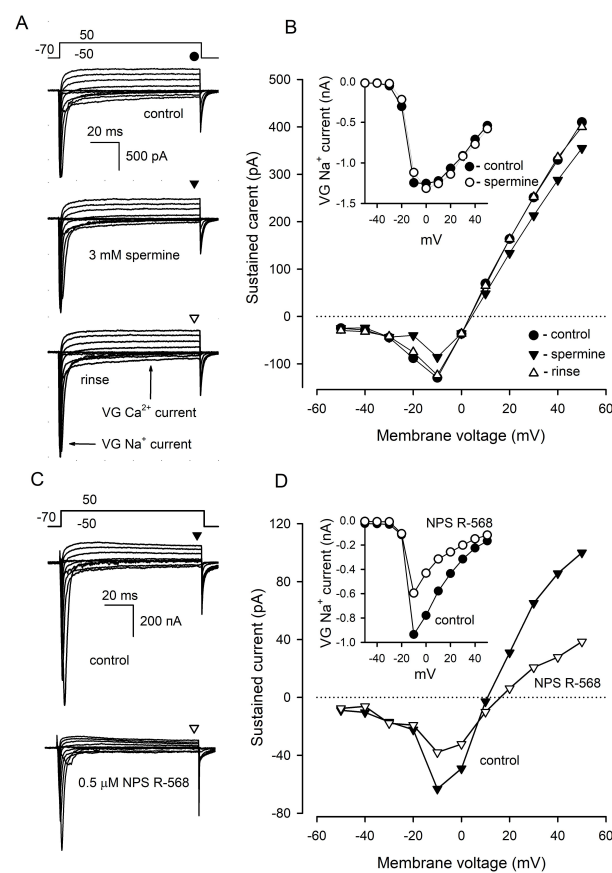 A
-70
50
-50
control
20 ms
500 pA
3 mM spermine
rinse
VG Ca2+ current
VG Na+ current
B
Sustained carent (pA)
500
400
300
200
100
0
-100
-60
-40
-20
0
20
40
60
Membrane voltage (mV)
- control
- spermine
- rinse
VG Na+ current (nA)
0.0
-0.5
-1.0
-1.5
-40
-20
0
20
40
mV
- control
- spermine
C
-70
50
-50
20 ms
200 nA
control
0.5 μM NPS R-568
D
Sustained current (pA)
120
80
40
0
-40
-80
-60
-40
-20
0
20
40
60
Membrane voltage (mV)
NPS R-568
control
VG Na+ current (nA)
0.0
-0.2
-0.4
-0.6
-0.8
-1.0
-40
-20
0
20
40
mV
NPS R-568
control